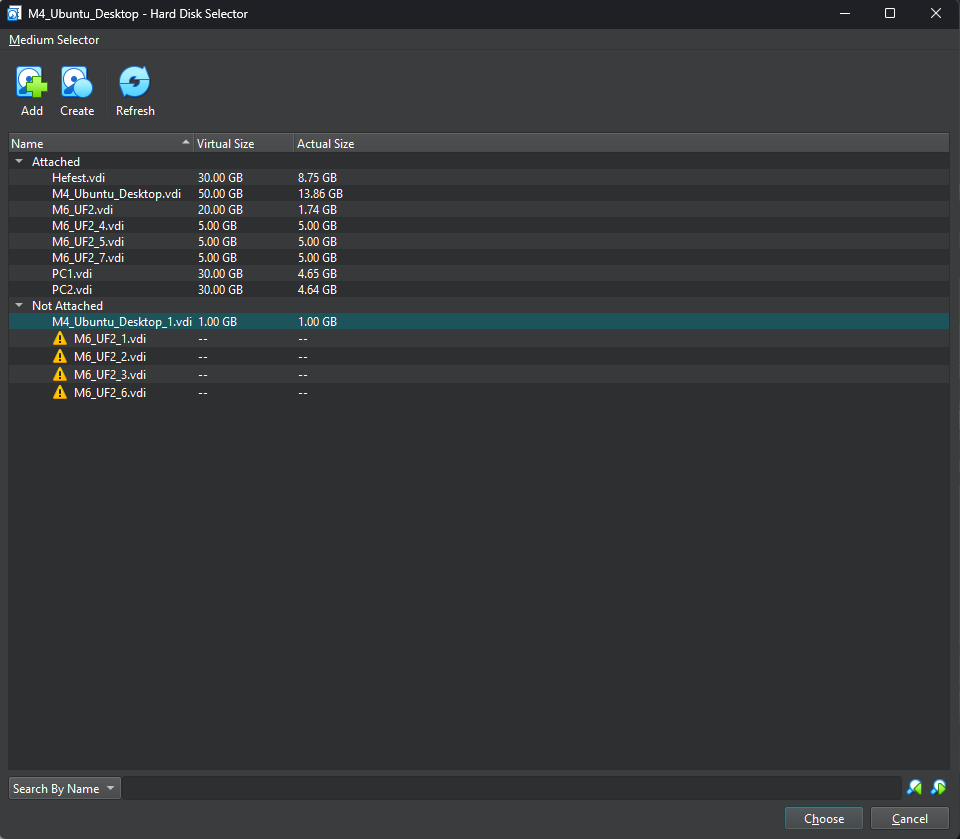 M4_Ubuntu_Desktop - Hard Disk Selector
Medium Selector
Add Create Refresh
Name Virtual Size Actual Size
Attached
Hefest.vdi 30.00 GB 8.75 GB
M4_Ubuntu_Desktop.vdi 50.00 GB 13.86 GB
M6_UF2.vdi 20.00 GB 1.74 GB
M6_UF2_4.vdi 5.00 GB 5.00 GB
M6_UF2_5.vdi 5.00 GB 5.00 GB
M6_UF2_7.vdi 5.00 GB 5.00 GB
PC1.vdi 30.00 GB 4.65 GB
PC2.vdi 30.00 GB 4.64 GB
Not Attached
M4_Ubuntu_Desktop_1.vdi 1.00 GB 1.00 GB
M6_UF2_1.vdi -- --
M6_UF2_2.vdi -- --
M6_UF2_3.vdi -- --
M6_UF2_6.vdi -- --
Search By Name
Choose Cancel